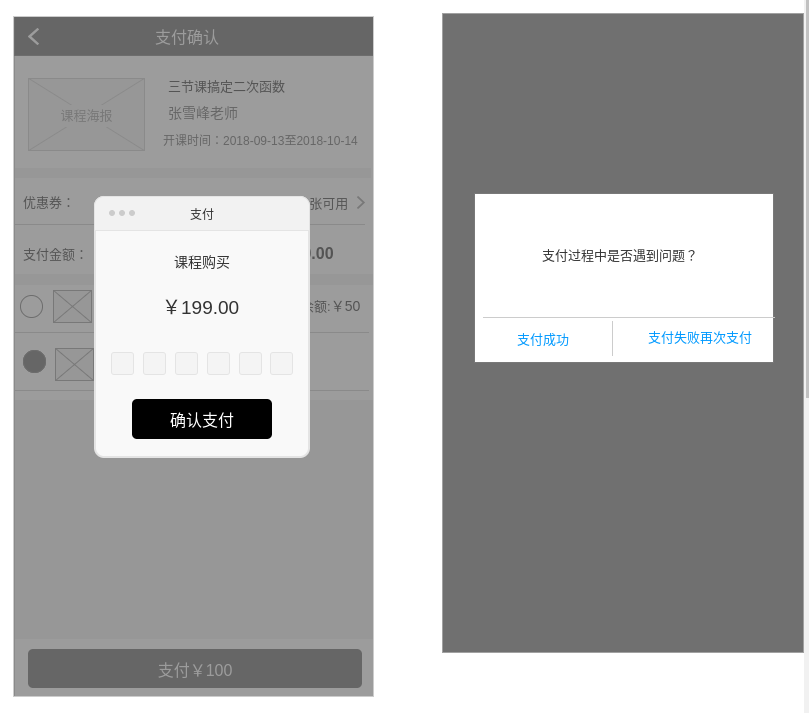 支付确认
课程海报
三节课搞定二次函数
张雪峰老师
开课时间：2018-09-13至2018-10-14
优惠券：
张可用
支付金额：
.00
余额:￥50
支付
课程购买
￥199.00
确认支付
支付￥100
支付过程中是否遇到问题？
支付成功
支付失败再次支付